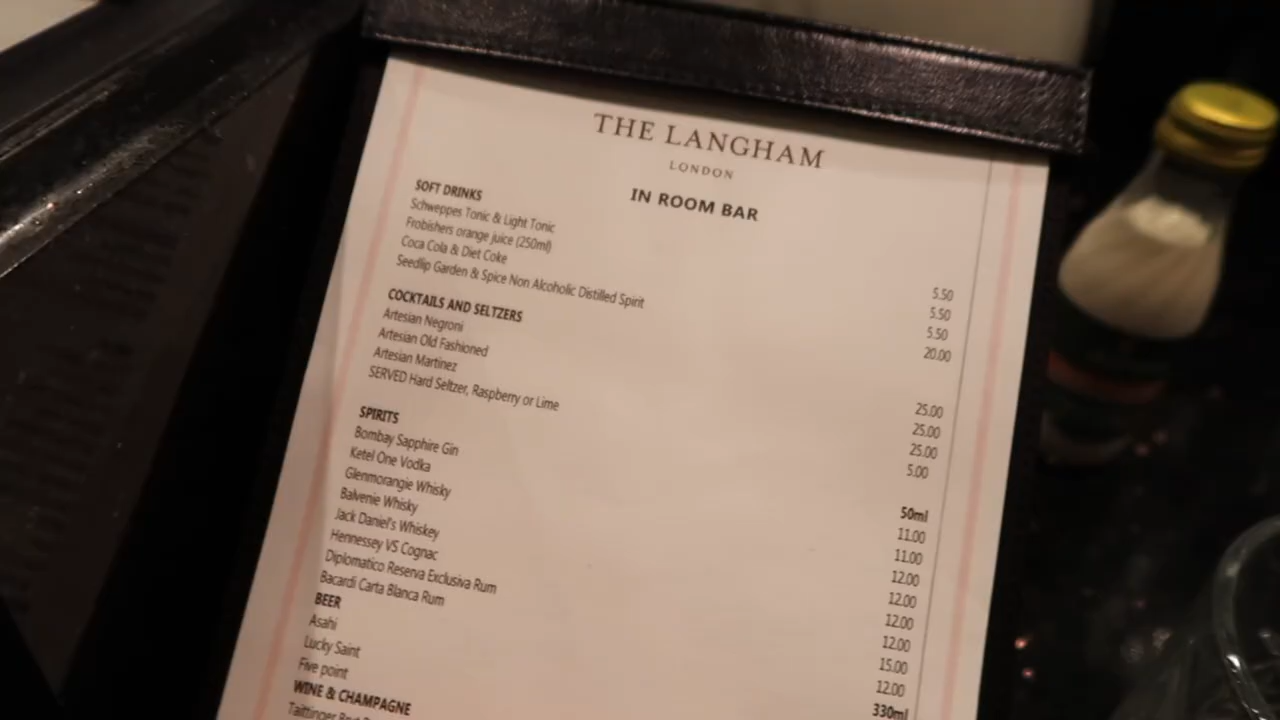 THE LANGHAM
LONDON
IN ROOM BAR
SOFT DRINKS
Schweppes Tonic & Light Tonic 5.50
Frobishers orange juice (250ml) 5.50
Coca Cola & Diet Coke 5.50
Seedlip Garden & Spice Non Alcoholic Distilled Spirit 20.00
COCKTAILS AND SELTZERS
Artesian Negroni 25.00
Artesian Old Fashioned 25.00
Artesian Martinez 25.00
SERVED Hard Seltzer, Raspberry or Lime 5.00
SPIRITS 50ml
Bombay Sapphire Gin 11.00
Ketel One Vodka 11.00
Glenmorangie Whisky 12.00
Balvenie Whisky 12.00
Jack Daniel's Whiskey 12.00
Hennessey VS Cognac 12.00
Diplomatico Reserva Exclusiva Rum 15.00
Bacardi Carta Blanca Rum 12.00
BEER 330ml
Asahi
Lucky Saint
Five point
WINE & CHAMPAGNE
Taittinger